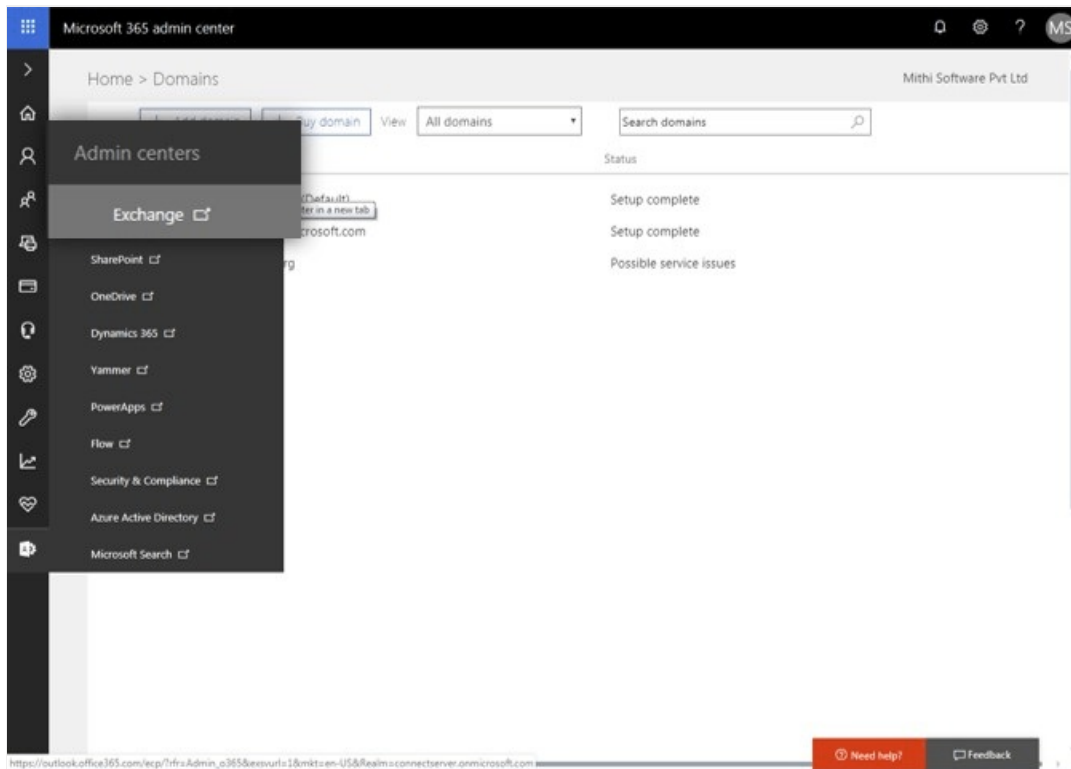 Microsoft 365 admin center ? MS
Home > Domains Mithi Software Pvt Ltd
Buy domain View All domains Search domains
Admin centers
Status
Exchange
(Default) Setup complete
ter in a new tab
crosoft.com Setup complete
SharePoint
rg Possible service issues
OneDrive
Dynamics 365
Yammer
PowerApps
Flow
Security & Compliance
Azure Active Directory
Microsoft Search
Need help? Feedback
https://outlook.office365.com/ecp/?rfr=Admin_o365&exsvurl=1&mkt=en-US&Realm=connectserver.onmicrosoft.com